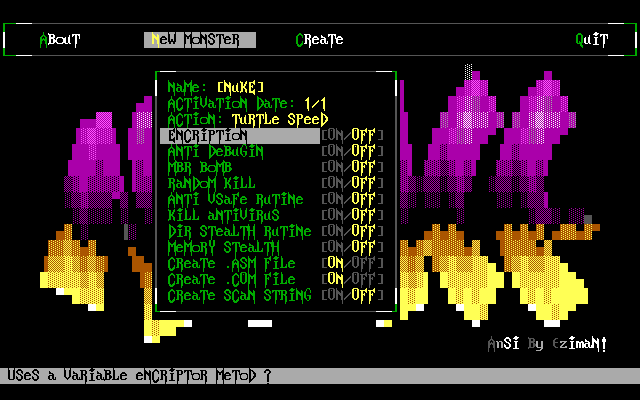 ABouT NeW MoNSTeR CReaTe QuiT
NaMe: [NuKE]
ACTiVaTioN DaTe: 1/1
ACTioN: TuRTLe SPeeD
ENCRiPTioN [ON/OFF]
ANTi DeBuGiN [ON/OFF]
MBR BoMB [ON/OFF]
RaNDoM KiLL [ON/OFF]
ANTi VSaFe RuTiNe [ON/OFF]
KiLL aNTiViRuS [ON/OFF]
DiR STeaLTH RuTiNe [ON/OFF]
MeMoRY STeaLTH [ON/OFF]
CReaTe .ASM FiLe [ON/OFF]
CReaTe .COM FiLe [ON/OFF]
CReaTe SCaN STRiNG [ON/OFF]
AnSi By EzimaN!
USeS a VaRiaBLe eNCRiPToR MeToD ?